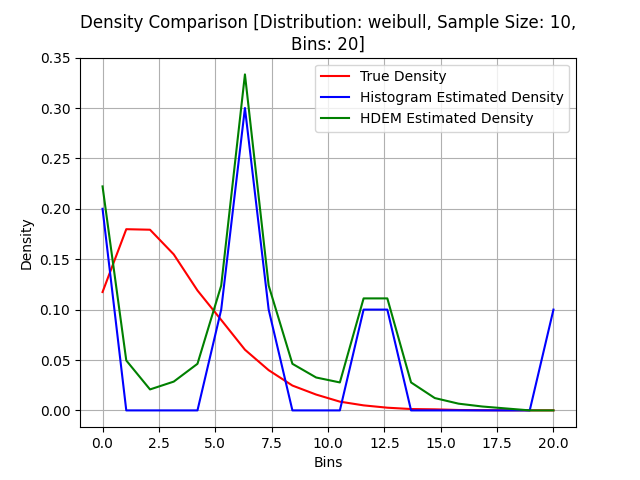 Density Comparison [Distribution: weibull, Sample Size: 10,
Bins: 20]
True Density
Histogram Estimated Density
HDEM Estimated Density
Density
0.35
0.30
0.25
0.20
0.15
0.10
0.05
0.00
0.0 2.5 5.0 7.5 10.0 12.5 15.0 17.5 20.0
Bins